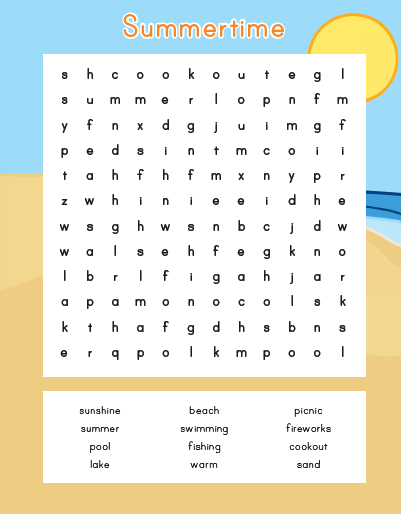 Summertime
s h c o o k o u t e g l
s u m m e r l o p n f m
y f n x d g j u i m g f
p e d s i n t m c o i i
t a h f h f m x n y p r
z w h i n i e e i d h e
w s g h w s n b c j d w
w a l s e h f e g k n o
l b r l f i g a h j a r
a p a m o n o c o l s k
k t h a f g d h s b n s
e r q p o l k m p o o l
sunshine beach picnic
summer swimming fireworks
pool fishing cookout
lake warm sand